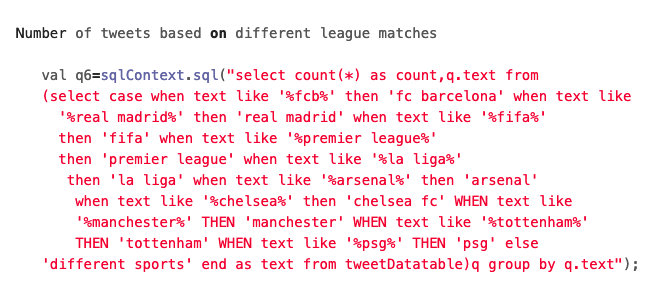 Number of tweets based on different league matches
val q6=sqlContext.sql("select count(*) as count,q.text from
(select case when text like '%fcb%' then 'fc barcelona' when text like
'%real madrid%' then 'real madrid' when text like '%fifa%'
then 'fifa' when text like '%premier league%'
then 'premier league' when text like '%la liga%'
then 'la liga' when text like '%arsenal%' then 'arsenal'
when text like '%chelsea%' then 'chelsea fc' WHEN text like
'%manchester%' THEN 'manchester' WHEN text like '%tottenham%'
THEN 'tottenham' WHEN text like '%psg%' THEN 'psg' else
'different sports' end as text from tweetDatatable)q group by q.text");